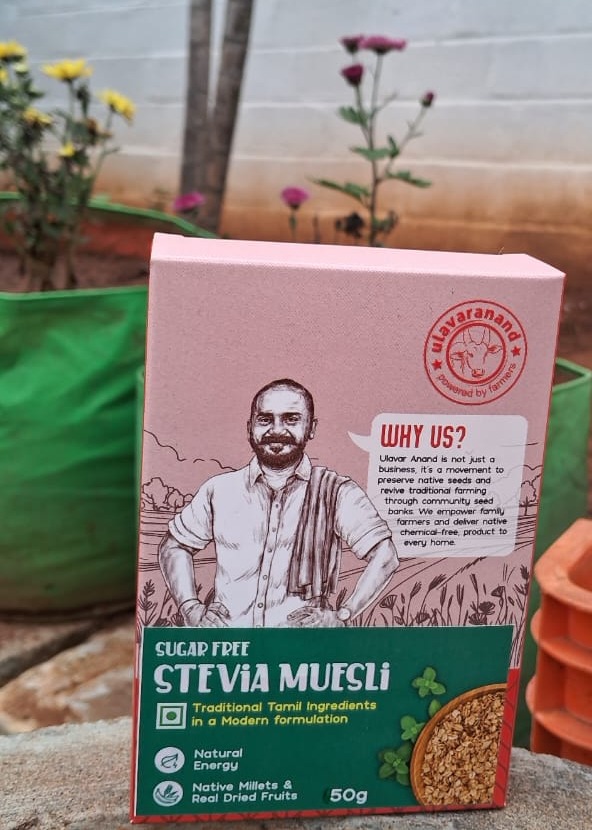 ulavaranand
powered by farmers
WHY US?
Ulavar Anand is not just a
business, it's a movement to
preserve native seeds and
revive traditional farming
through community seed
banks. We empower family
farmers and deliver native
chemical-free, product to
every home.
SUGAR FREE
STEViA MUESLi
Traditional Tamil Ingredients
in a Modern formulation
Natural
Energy
Native Millets &
Real Dried Fruits
50g